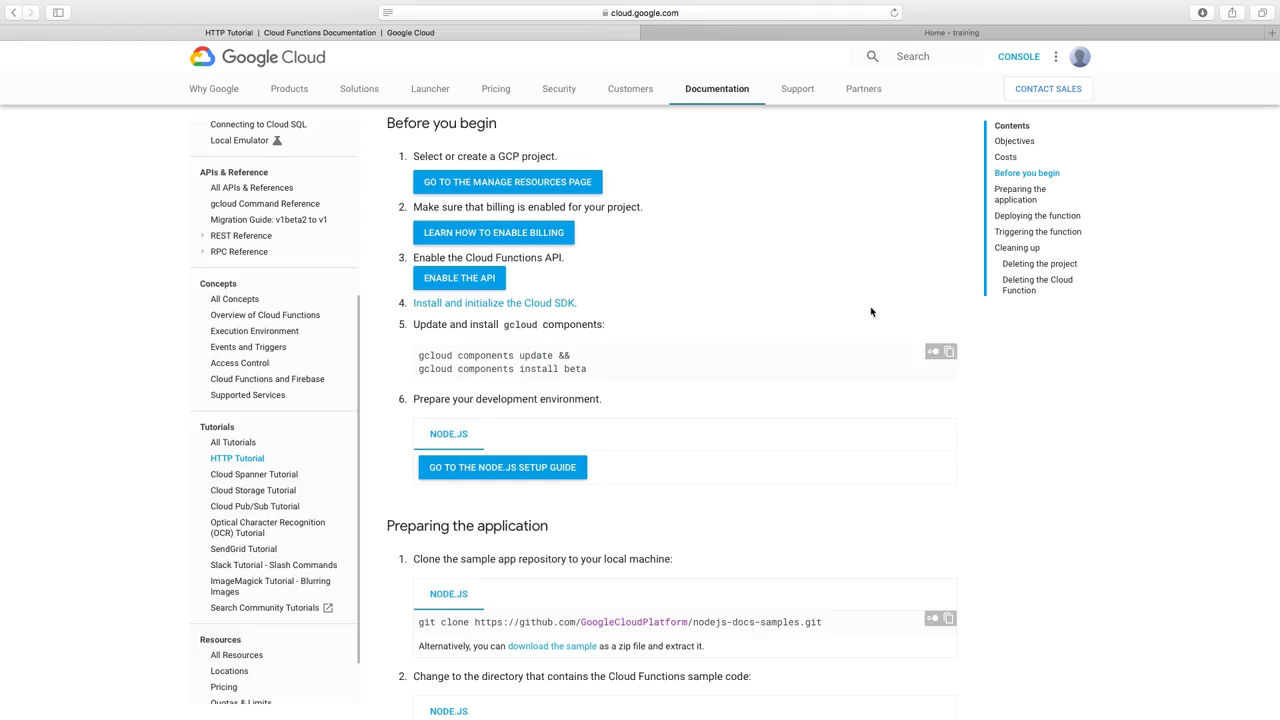 cloud.google.com
HTTP Tutorial | Cloud Functions Documentation | Google Cloud
Home - training
Google Cloud
Search
CONSOLE
Why Google
Products
Solutions
Launcher
Pricing
Security
Customers
Documentation
Support
Partners
CONTACT SALES
Connecting to Cloud SQL
Local Emulator
APIs & Reference
All APIs & References
gcloud Command Reference
Migration Guide: v1beta2 to v1
REST Reference
RPC Reference
Concepts
All Concepts
Overview of Cloud Functions
Execution Environment
Events and Triggers
Access Control
Cloud Functions and Firebase
Supported Services
Tutorials
All Tutorials
HTTP Tutorial
Cloud Spanner Tutorial
Cloud Storage Tutorial
Cloud Pub/Sub Tutorial
Optical Character Recognition
(OCR) Tutorial
SendGrid Tutorial
Slack Tutorial - Slash Commands
ImageMagick Tutorial - Blurring
Images
Search Community Tutorials
Resources
All Resources
Locations
Pricing
Quotas & Limits
Before you begin
1. Select or create a GCP project.
GO TO THE MANAGE RESOURCES PAGE
2. Make sure that billing is enabled for your project.
LEARN HOW TO ENABLE BILLING
3. Enable the Cloud Functions API.
ENABLE THE API
4. Install and initialize the Cloud SDK.
5. Update and install gcloud components:
gcloud components update &&
gcloud components install beta
6. Prepare your development environment.
NODE.JS
GO TO THE NODE.JS SETUP GUIDE
Preparing the application
1. Clone the sample app repository to your local machine:
NODE.JS
git clone https://github.com/GoogleCloudPlatform/nodejs-docs-samples.git
Alternatively, you can download the sample as a zip file and extract it.
2. Change to the directory that contains the Cloud Functions sample code:
NODE.JS
Contents
Objectives
Costs
Before you begin
Preparing the
application
Deploying the function
Triggering the function
Cleaning up
Deleting the project
Deleting the Cloud
Function